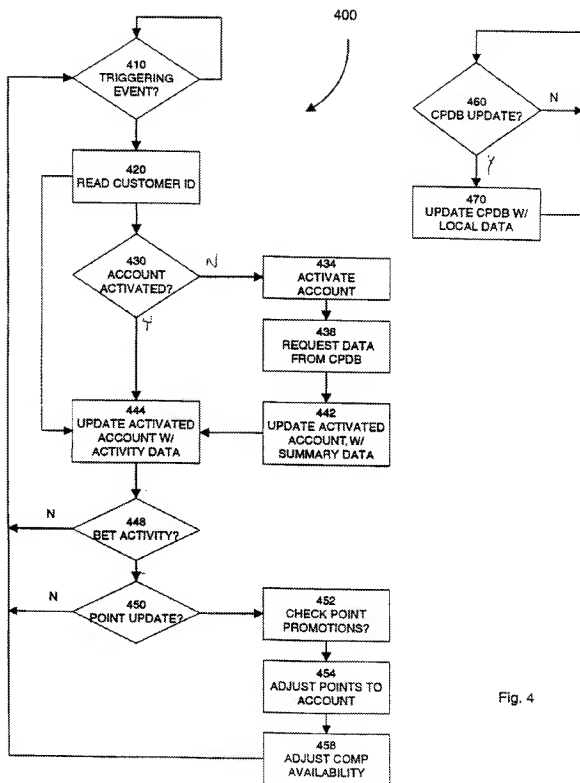 400
410
TRIGGERING
EVENT?
420
READ CUSTOMER ID
430
ACCOUNT
ACTIVATED?
N
Y
434
ACTIVATE
ACCOUNT
438
REQUEST DATA
FROM CPDB
442
UPDATE ACTIVATED
ACCOUNT, W/
SUMMARY DATA
444
UPDATE ACTIVATED
ACCOUNT W/
ACTIVITY DATA
448
BET ACTIVITY?
N
450
POINT UPDATE?
N
452
CHECK POINT
PROMOTIONS?
454
ADJUST POINTS TO
ACCOUNT
458
ADJUST COMP
AVAILABILITY
460
CPDB UPDATE?
N
Y
470
UPDATE CPDB W/
LOCAL DATA
Fig. 4